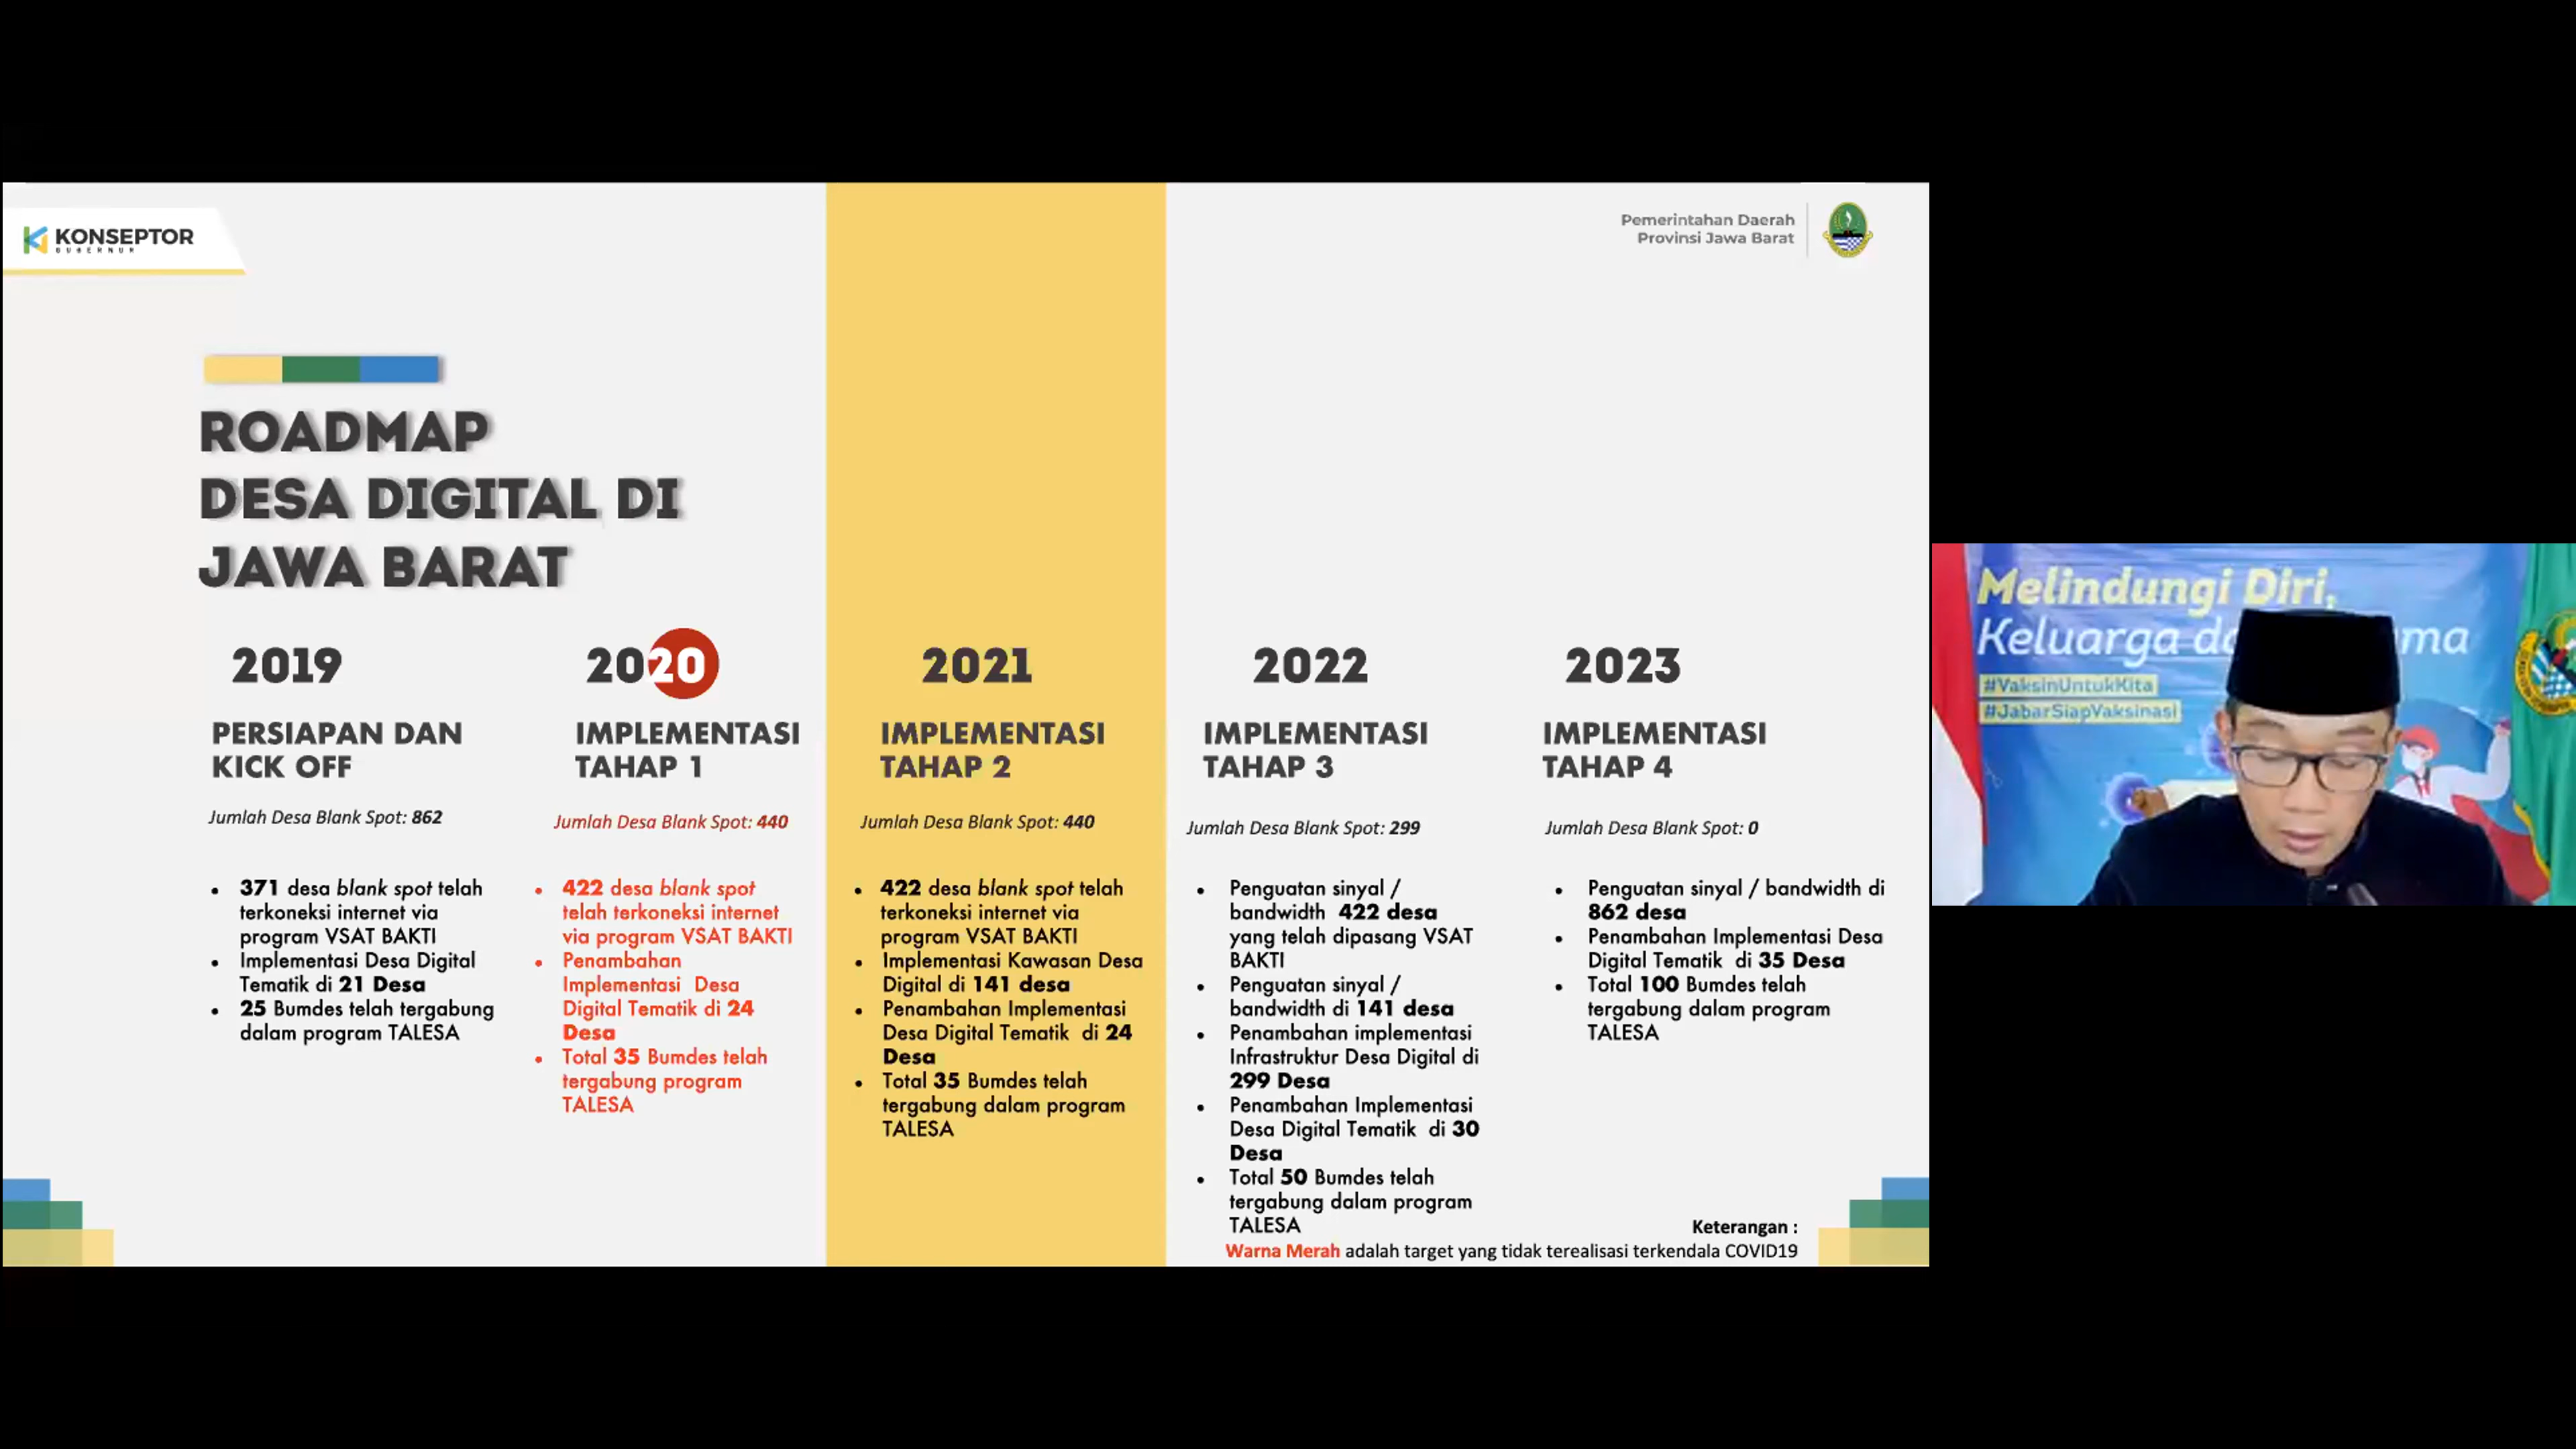 KONSEPTOR
GUBERNUR
Pemerintahan Daerah
Provinsi Jawa Barat
ROADMAP
DESA DIGITAL DI
JAWA BARAT
2019
PERSIAPAN DAN
KICK OFF
Jumlah Desa Blank Spot: 862
• 371 desa blank spot telah
terkoneksi internet via
program VSAT BAKTI
• Implementasi Desa Digital
Tematik di 21 Desa
• 25 Bumdes telah tergabung
dalam program TALESA
2020
IMPLEMENTASI
TAHAP 1
Jumlah Desa Blank Spot: 440
• 422 desa blank spot
telah terkoneksi internet
via program VSAT BAKTI
• Penambahan
Implementasi Desa
Digital Tematik di 24
Desa
• Total 35 Bumdes telah
tergabung program
TALESA
2021
IMPLEMENTASI
TAHAP 2
Jumlah Desa Blank Spot: 440
• 422 desa blank spot telah
terkoneksi internet via
program VSAT BAKTI
• Implementasi Kawasan Desa
Digital di 141 desa
• Penambahan Implementasi
Desa Digital Tematik di 24
Desa
• Total 35 Bumdes telah
tergabung dalam program
TALESA
2022
IMPLEMENTASI
TAHAP 3
Jumlah Desa Blank Spot: 299
• Penguatan sinyal /
bandwidth 422 desa
yang telah dipasang VSAT
BAKTI
• Penguatan sinyal /
bandwidth di 141 desa
• Penambahan implementasi
Infrastruktur Desa Digital di
299 Desa
• Penambahan Implementasi
Desa Digital Tematik di 30
Desa
• Total 50 Bumdes telah
tergabung dalam program
TALESA
2023
IMPLEMENTASI
TAHAP 4
Jumlah Desa Blank Spot: 0
• Penguatan sinyal / bandwidth di
862 desa
• Penambahan Implementasi Desa
Digital Tematik di 35 Desa
• Total 100 Bumdes telah
tergabung dalam program
TALESA
Keterangan :
Warna Merah adalah target yang tidak terealisasi terkendala COVID19
Melindungi Diri,
Keluarga
#VaksinUntukKita
#JabarSiapVaksinasi